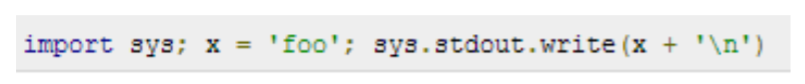 import sys; x = 'foo'; sys.stdout.write(x + '\n')